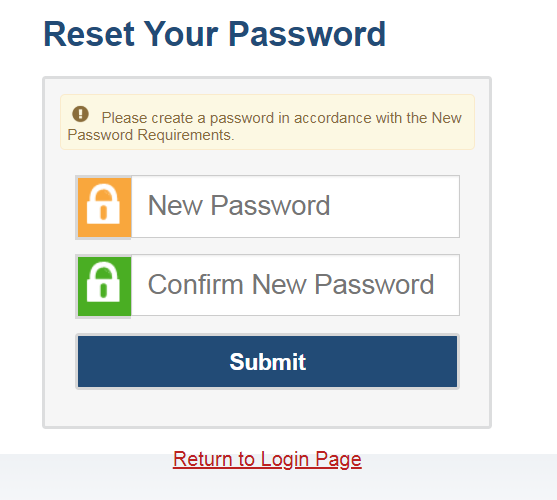 Reset Your Password
Please create a password in accordance with the New
Password Requirements.
New Password
Confirm New Password
Submit
Return to Login Page